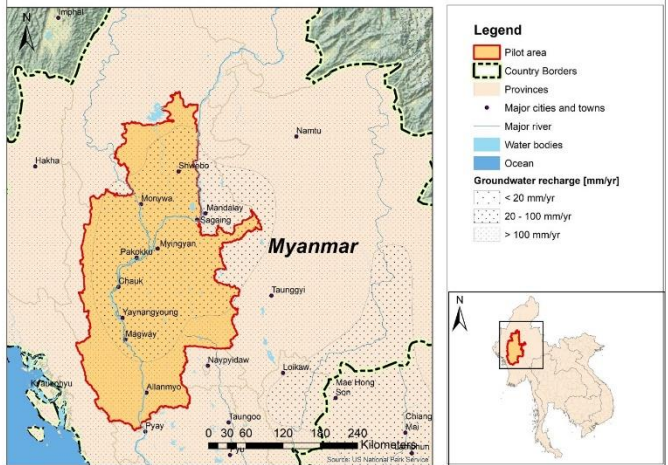 N
Imphal
Namtu
Hakha
Shwebo
Monywa
Mandalay
Sagaing
Myingyan
Pakokku
Myanmar
Chauk
Taunggyi
Yaynangyoung
Magway
Naypyidaw
Loikaw
Allanmyo
Mae Hong
Son
Taungoo
Pyay
Chiang
Mai
Lamphun
0 30 60 120 180 240
Kilometers
Source: US National Park Service
Legend
Pilot area
Country Borders
Provinces
Major cities and towns
Major river
Water bodies
Ocean
Groundwater recharge [mm/yr]
< 20 mm/yr
20 - 100 mm/yr
> 100 mm/yr
N